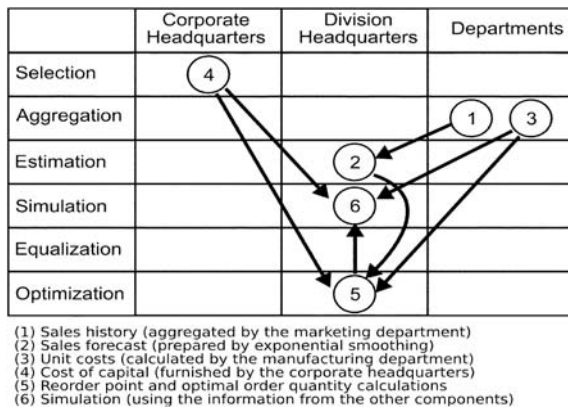 Corporate Headquarters
Division Headquarters
Departments
Selection
4
Aggregation
1
3
Estimation
2
Simulation
6
Equalization
Optimization
5
(1) Sales history (aggregated by the marketing department)
(2) Sales forecast (prepared by exponential smoothing)
(3) Unit costs (calculated by the manufacturing department)
(4) Cost of capital (furnished by the corporate headquarters)
(5) Reorder point and optimal order quantity calculations
(6) Simulation (using the information from the other components)